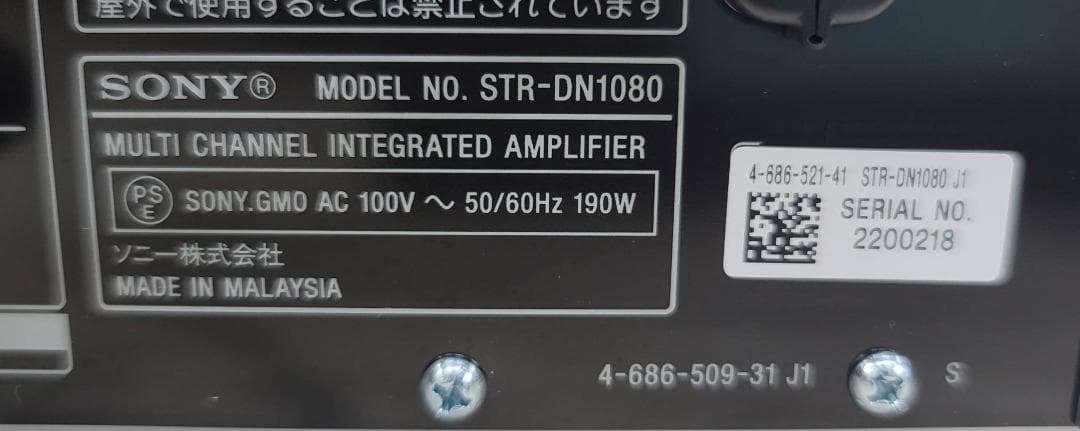 屋外で使用することは禁止されています
SONY® MODEL NO. STR-DN1080
MULTI CHANNEL INTEGRATED AMPLIFIER
PS E SONY.GMO AC 100V ～ 50/60Hz 190W
ソニー株式会社
MADE IN MALAYSIA
4-686-521-41 STR-DN1080 J1
SERIAL NO.
2200218
4-686-509-31 J1
S